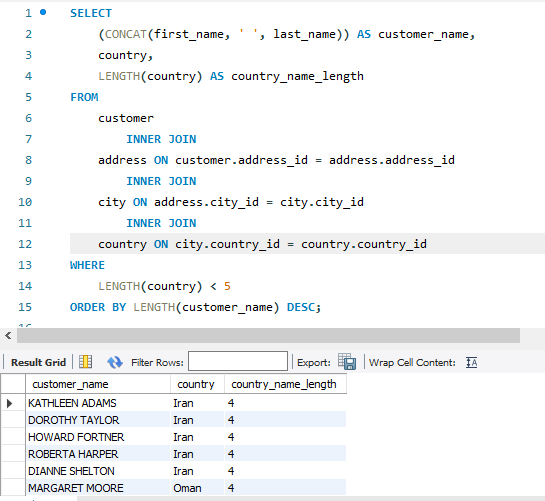 1 SELECT
2 (CONCAT(first_name, ' ', last_name)) AS customer_name,
3 country,
4 LENGTH(country) AS country_name_length
5 FROM
6 customer
7 INNER JOIN
8 address ON customer.address_id = address.address_id
9 INNER JOIN
10 city ON address.city_id = city.city_id
11 INNER JOIN
12 country ON city.country_id = country.country_id
13 WHERE
14 LENGTH(country) < 5
15 ORDER BY LENGTH(customer_name) DESC;
Result Grid Filter Rows: Export: Wrap Cell Content:
customer_name country country_name_length
KATHLEEN ADAMS Iran 4
DOROTHY TAYLOR Iran 4
HOWARD FORTNER Iran 4
ROBERTA HARPER Iran 4
DIANNE SHELTON Iran 4
MARGARET MOORE Oman 4